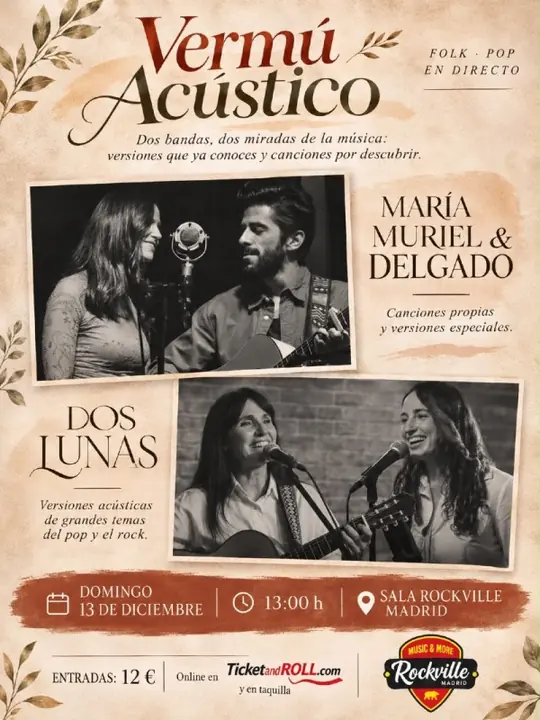 Vermú
Acústico
FOLK · POP
EN DIRECTO
Dos bandas, dos miradas de la música:
versiones que ya conoces y canciones por descubrir.
MARÍA
MURIEL &
DELGADO
Canciones propias
y versiones especiales.
DOS
LUNAS
Versiones acústicas
de grandes temas
del pop y el rock.
DOMINGO
13 DE DICIEMBRE
13:00 h
SALA ROCKVILLE
MADRID
ENTRADAS: 12 €
Online en
TicketandROLL.com
y en taquilla
MUSIC & MORE
Rockville
MADRID